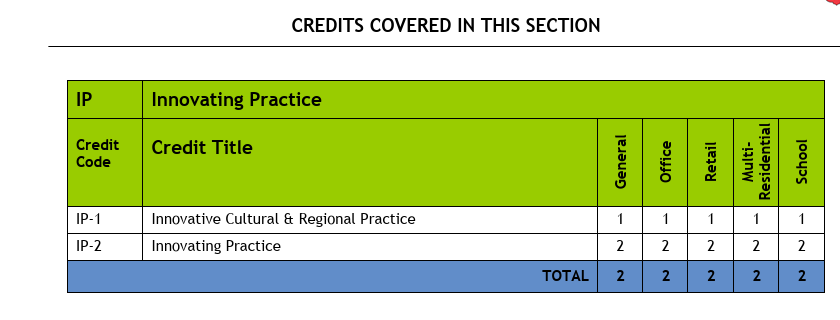 CREDITS COVERED IN THIS SECTION
IP Innovating Practice
Credit Code Credit Title General Office Retail Multi-Residential School
IP-1 Innovative Cultural & Regional Practice 1 1 1 1 1
IP-2 Innovating Practice 2 2 2 2 2
TOTAL 2 2 2 2 2